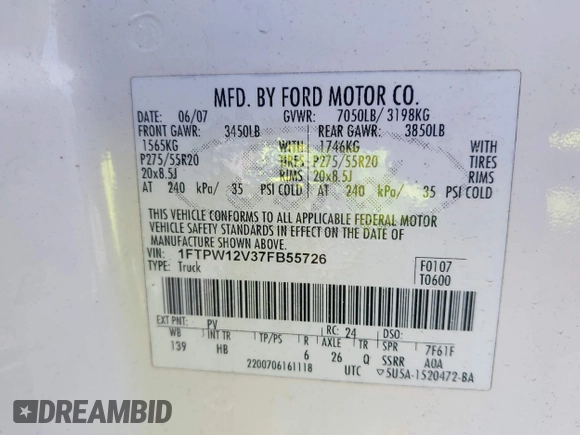 MFD. BY FORD MOTOR CO.
DATE: 06/07 GVWR: 7050LB/ 3198KG
FRONT GAWR: 3450LB REAR GAWR: 3850LB
1565KG WITH 1746KG WITH
P275/55R20 TIRES P275/55R20 TIRES
20x8.5J RIMS 20x8.5J RIMS
AT 240 kPa/ 35 PSI COLD AT 240 kPa/ 35 PSI COLD
THIS VEHICLE CONFORMS TO ALL APPLICABLE FEDERAL MOTOR
VEHICLE SAFETY STANDARDS IN EFFECT ON THE DATE OF
MANUFACTURE SHOWN ABOVE.
VIN: 1FTPW12V37FB55726 F0107
TYPE: Truck T0600
EXT PNT: PV RC: 24 DSO:
WB INT TR TP/PS R AXLE TR SPR 7F61F
139 HB 6 26 Q SSRR AOA
2200706161118 UTC ▽5U5A-1520472-BA
DREAMBID